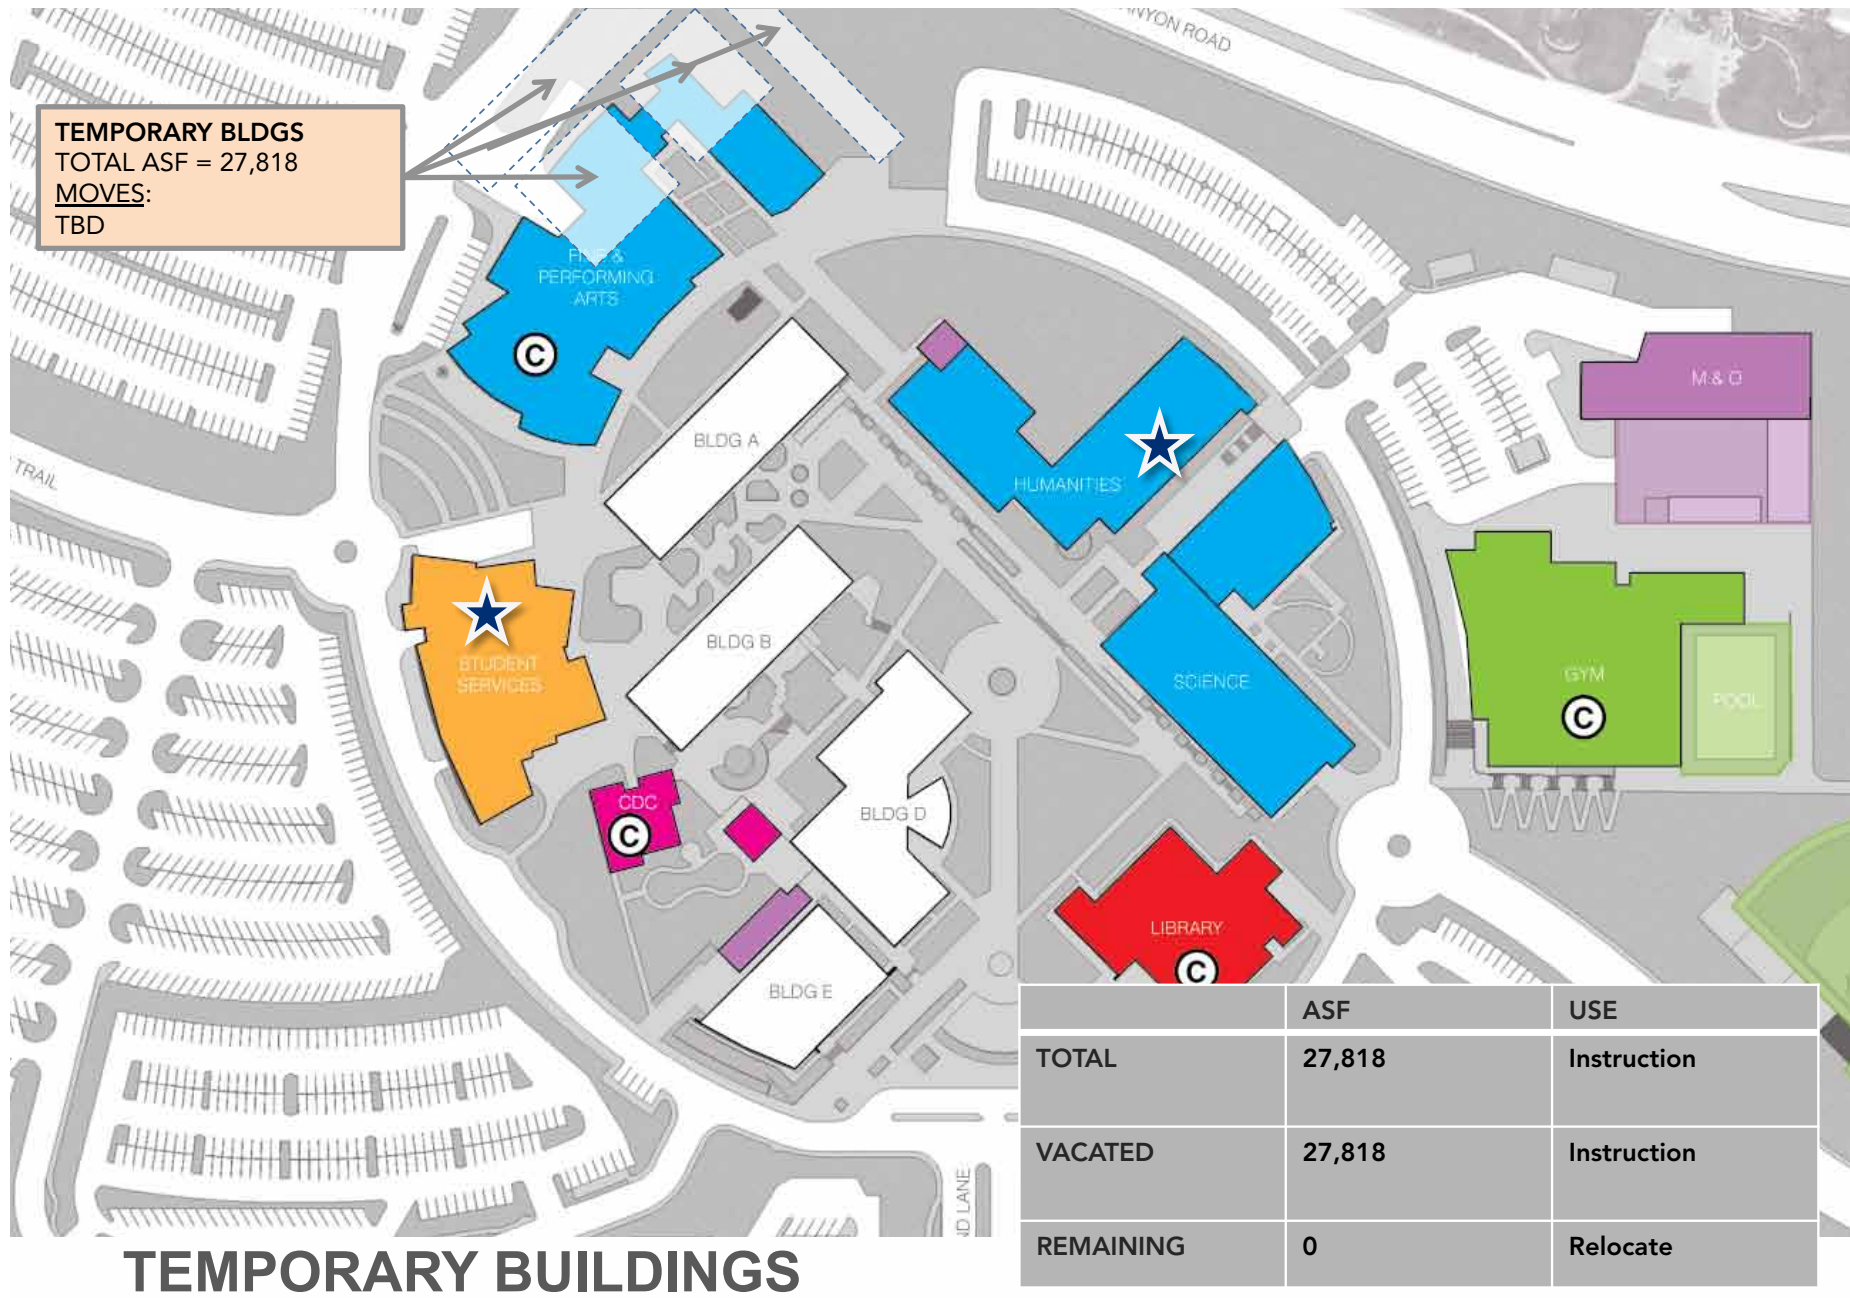 NYON ROAD
TEMPORARY BLDGS
TOTAL ASF = 27,818
MOVES:
TBD
FINE &
PERFORMING
ARTS
C
M & O
BLDG A
HUMANITIES
TRAIL
BLDG B
STUDENT
SERVICES
SCIENCE
GYM
C
POOL
CDC
C
BLDG D
LIBRARY
C
BLDG E
ASF USE
TOTAL 27,818 Instruction
VACATED 27,818 Instruction
REMAINING 0 Relocate
ND LANE
TEMPORARY BUILDINGS